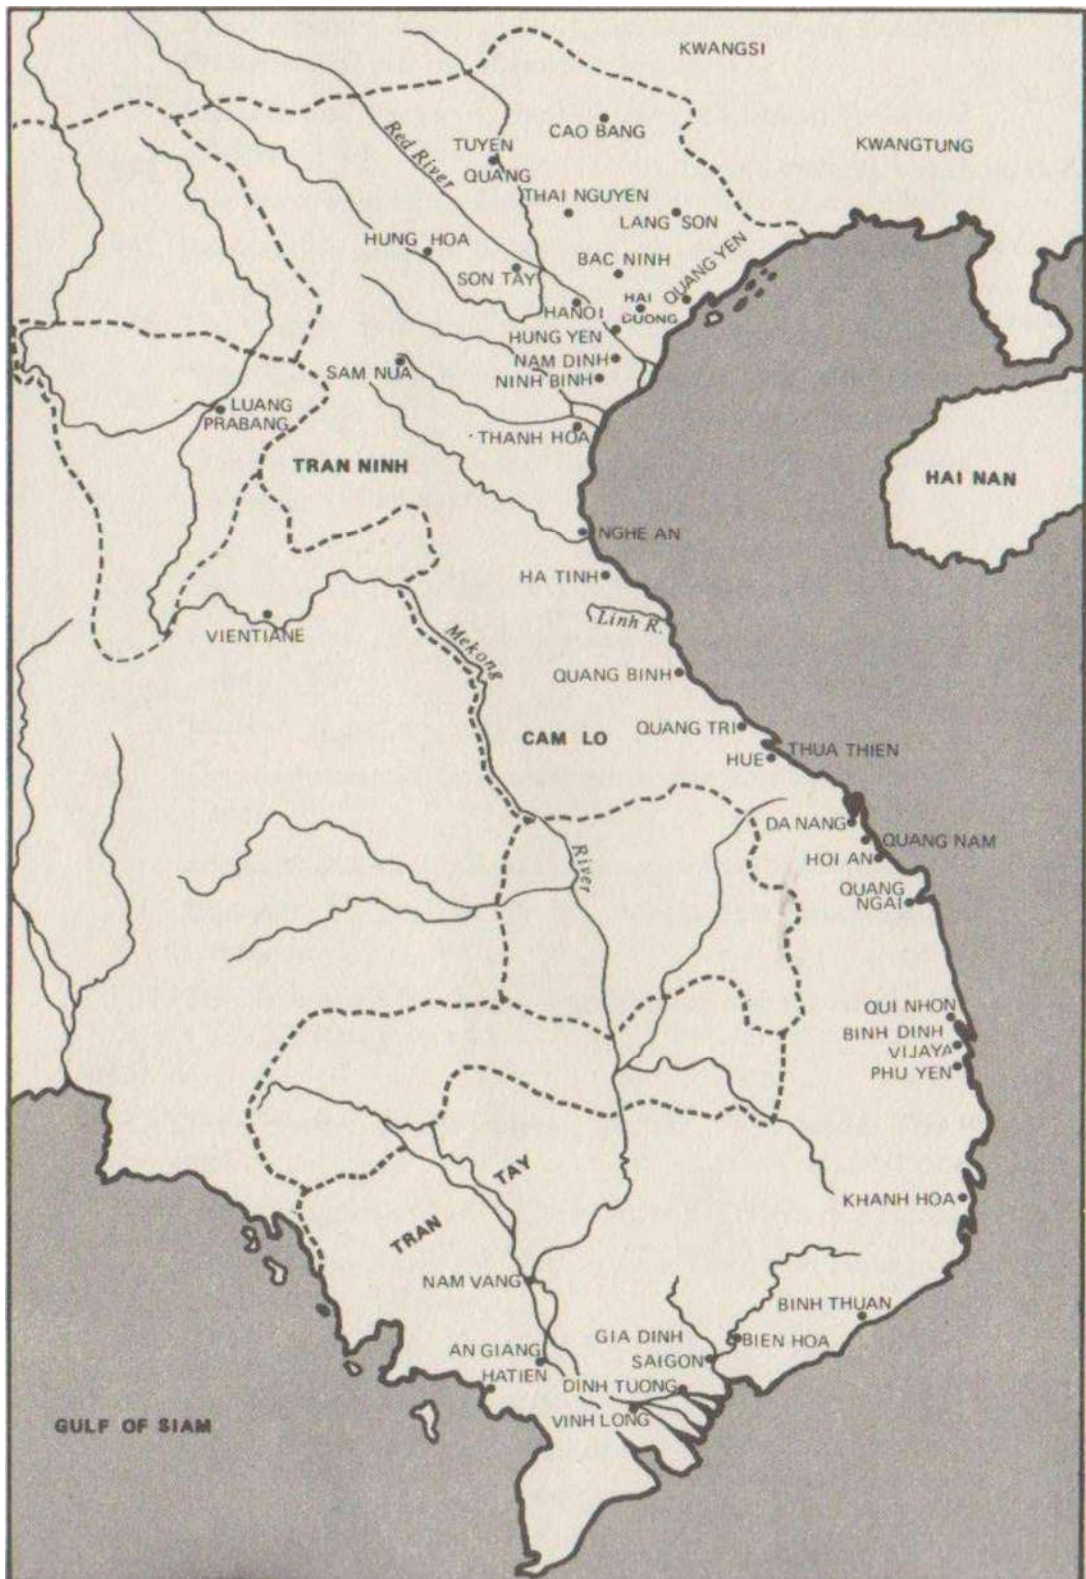 KWANGSI
CAO BANG
KWANGTUNG
Red River
TUYEN
QUANG
THAI NGUYEN
LANG SON
HUNG HOA
SON TAY
BAC NINH
QUANG YEN
HANOI
HAI
DUONG
HUNG YEN
SAM NUA
NAM DINH
NINH BINH
LUANG
PRABANG
THANH HOA
TRAN NINH
HAI NAN
NGHE AN
HA TINH
Linh R.
VIENTIANE
Mekong
QUANG BINH
CAM LO
QUANG TRI
THUA THIEN
HUE
DA NANG
QUANG NAM
River
HOI AN
QUANG
NGAI
QUI NHON
BINH DINH
VIJAYA
PHU YEN
TAY
KHANH HOA
TRAN
NAM VANG
BINH THUAN
GIA DINH
BIEN HOA
AN GIANG
SAIGON
HATIEN
DINH TUONG
VINH LONG
GULF OF SIAM